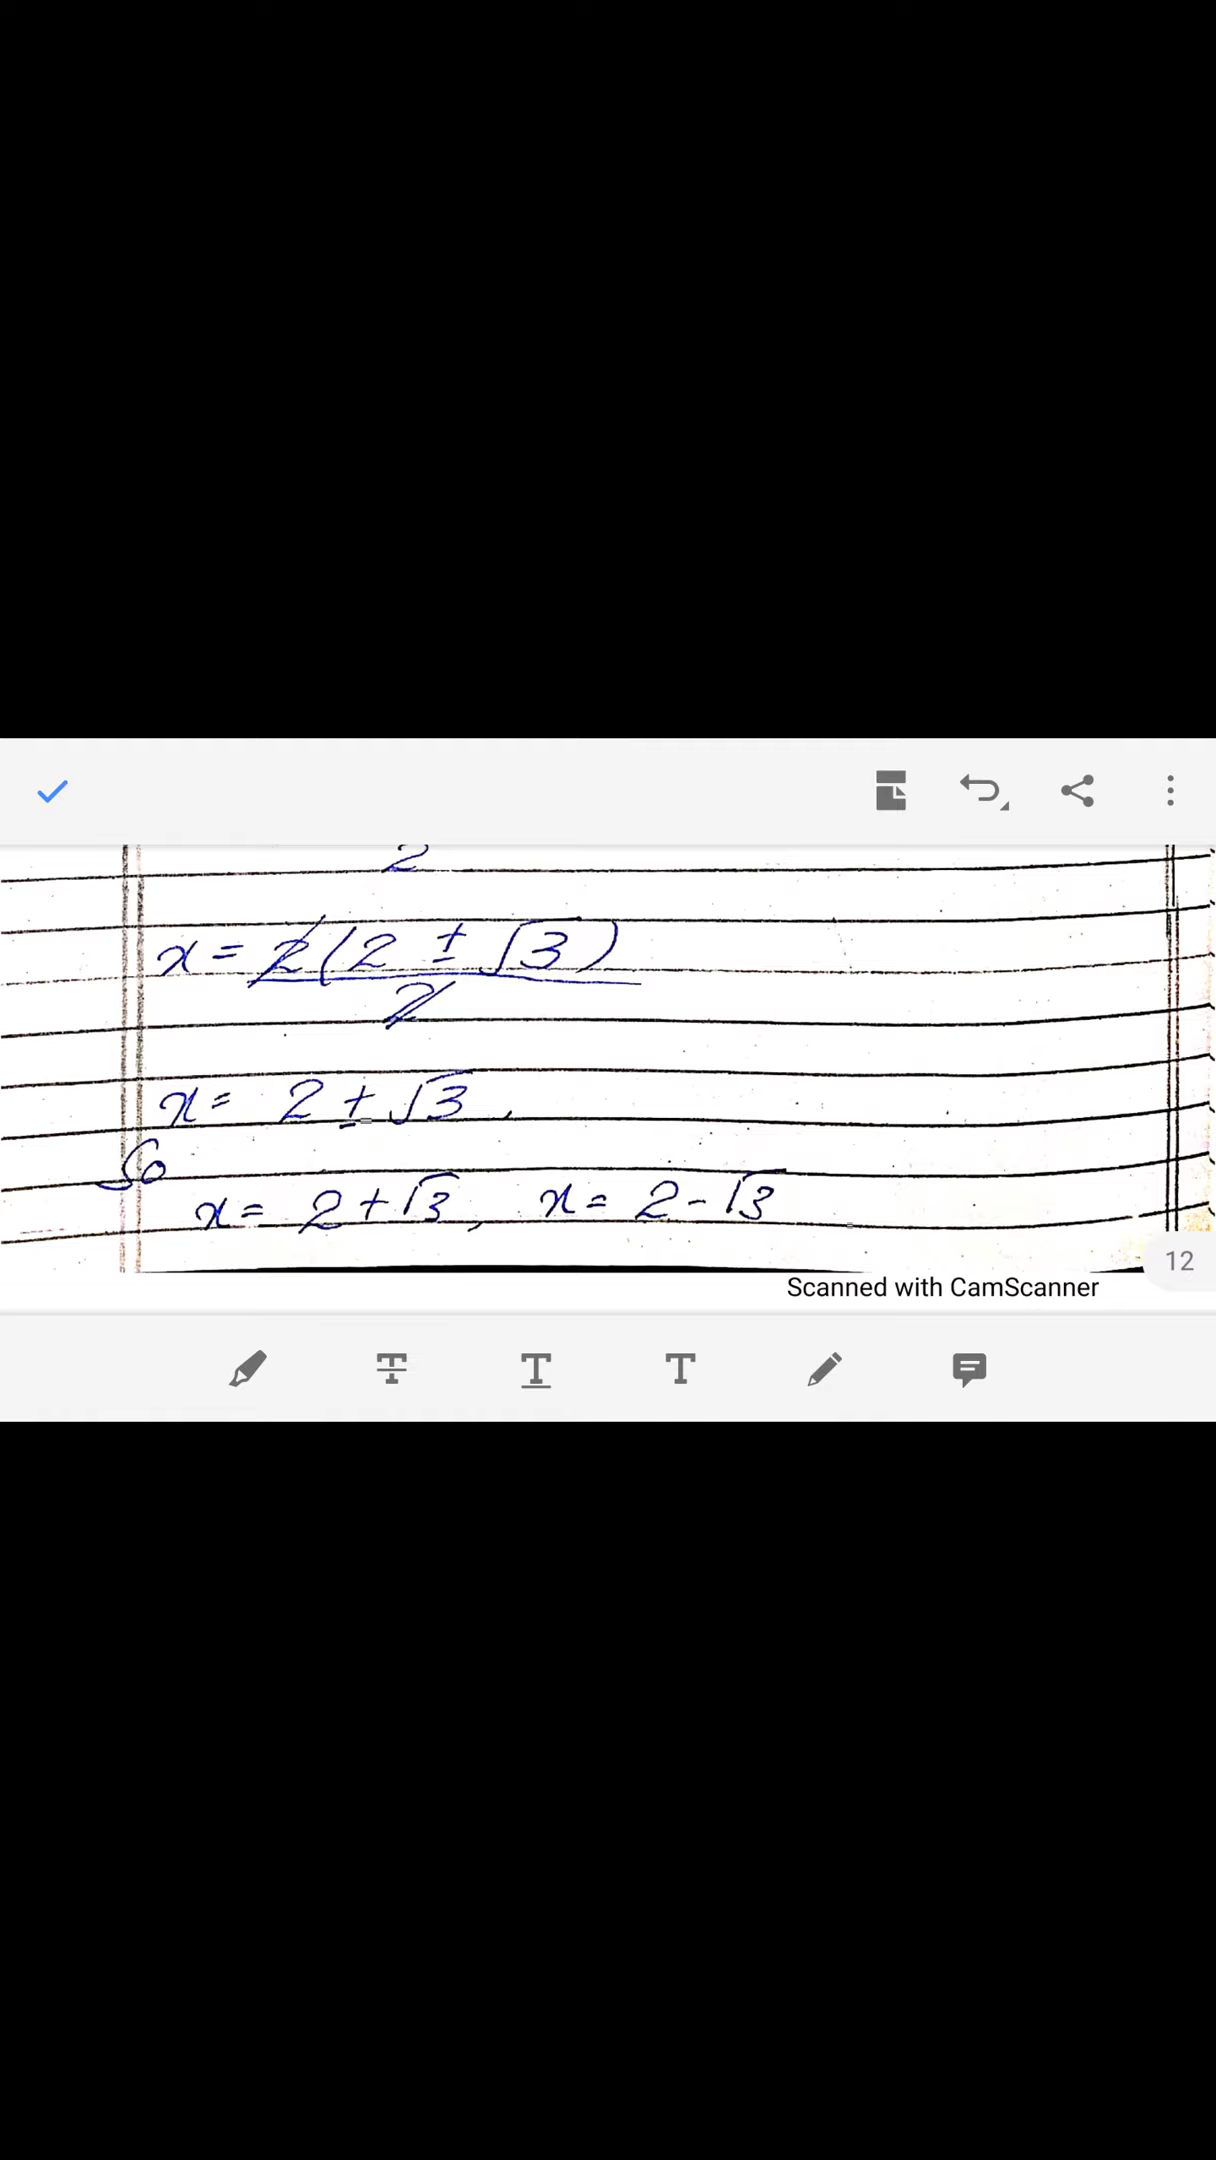 2
x = 2(2 ± √3)
2
x = 2 ± √3 .
So
x = 2 + √3 , x = 2 - √3
12
Scanned with CamScanner
T T T